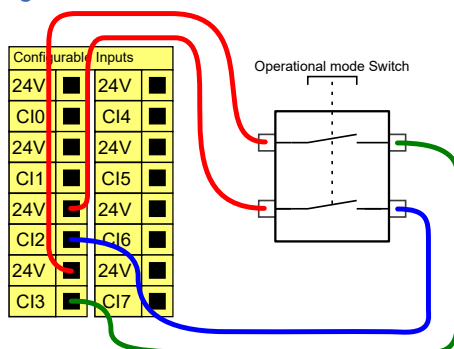 Configurable Inputs
24V 24V
CI0 CI4
24V 24V
CI1 CI5
24V 24V
CI2 CI6
24V 24V
CI3 CI7
Operational mode Switch